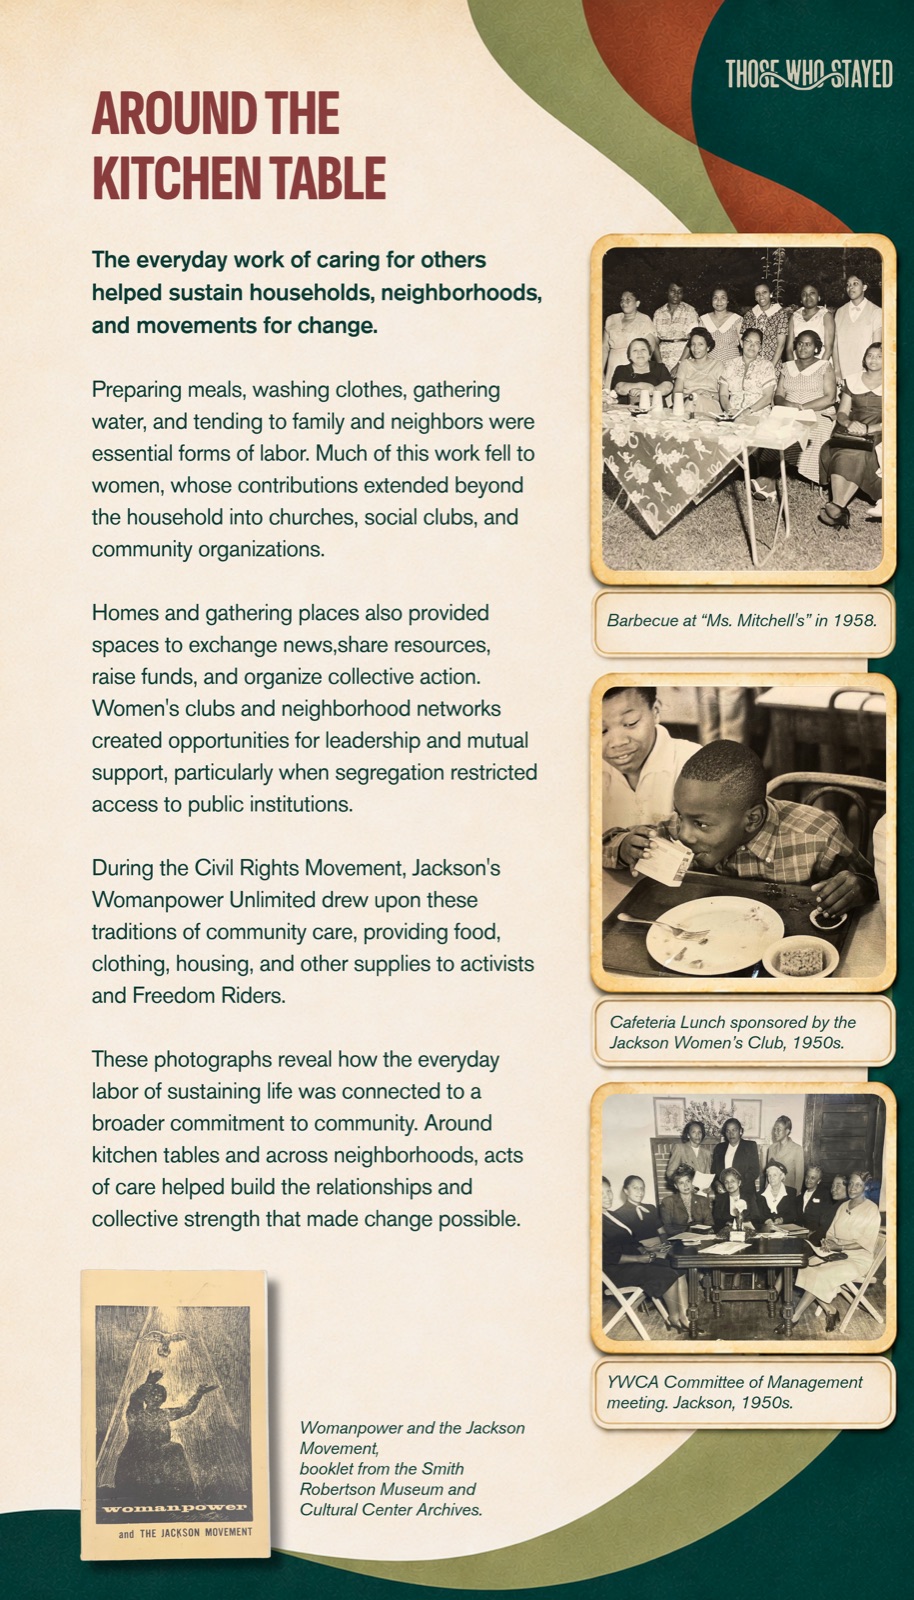 THOSE WHO STAYED
AROUND THE
KITCHEN TABLE
The everyday work of caring for others
helped sustain households, neighborhoods,
and movements for change.
Preparing meals, washing clothes, gathering
water, and tending to family and neighbors were
essential forms of labor. Much of this work fell to
women, whose contributions extended beyond
the household into churches, social clubs, and
community organizations.
Homes and gathering places also provided
spaces to exchange news,share resources,
raise funds, and organize collective action.
Women's clubs and neighborhood networks
created opportunities for leadership and mutual
support, particularly when segregation restricted
access to public institutions.
During the Civil Rights Movement, Jackson's
Womanpower Unlimited drew upon these
traditions of community care, providing food,
clothing, housing, and other supplies to activists
and Freedom Riders.
These photographs reveal how the everyday
labor of sustaining life was connected to a
broader commitment to community. Around
kitchen tables and across neighborhoods, acts
of care helped build the relationships and
collective strength that made change possible.
Barbecue at “Ms. Mitchell's” in 1958.
Cafeteria Lunch sponsored by the
Jackson Women’s Club, 1950s.
YWCA Committee of Management
meeting. Jackson, 1950s.
womanpower
and THE JACKSON MOVEMENT
Womanpower and the Jackson
Movement,
booklet from the Smith
Robertson Museum and
Cultural Center Archives.